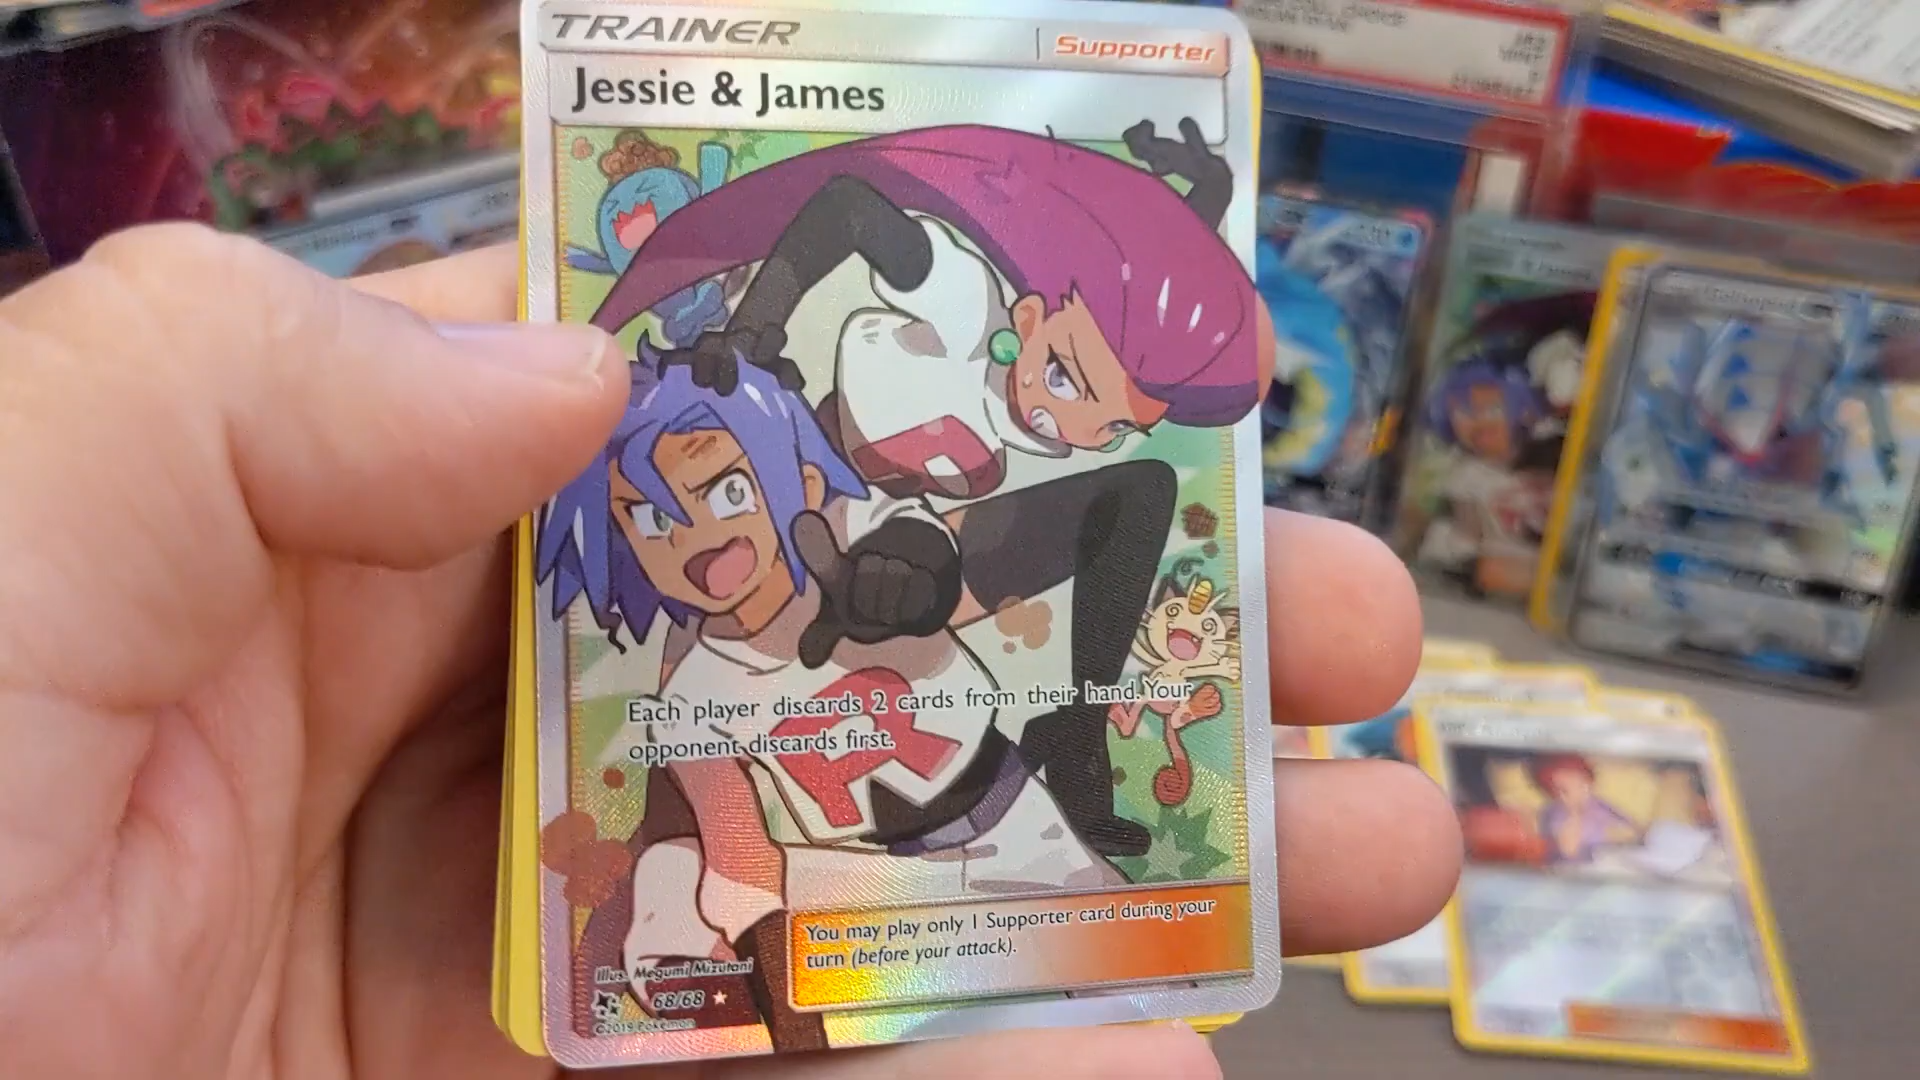 TRAINER
Supporter
Jessie & James
Each player discards 2 cards from their hand. Your
opponent discards first.
You may play only 1 Supporter card during your
turn (before your attack).
Illus. Megumi Mizutani
68/68
©2019 Pokémon